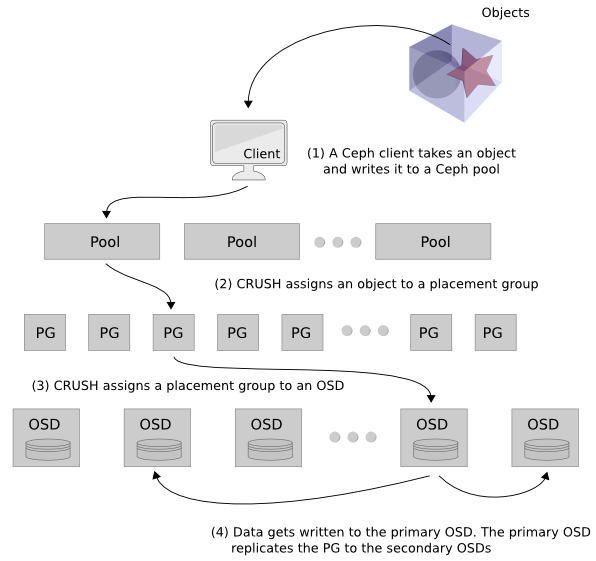 Objects
Client
(1) A Ceph client takes an object
and writes it to a Ceph pool
Pool Pool Pool
(2) CRUSH assigns an object to a placement group
PG PG PG PG PG PG PG
(3) CRUSH assigns a placement group to an OSD
OSD OSD OSD OSD OSD
(4) Data gets written to the primary OSD. The primary OSD
replicates the PG to the secondary OSDs